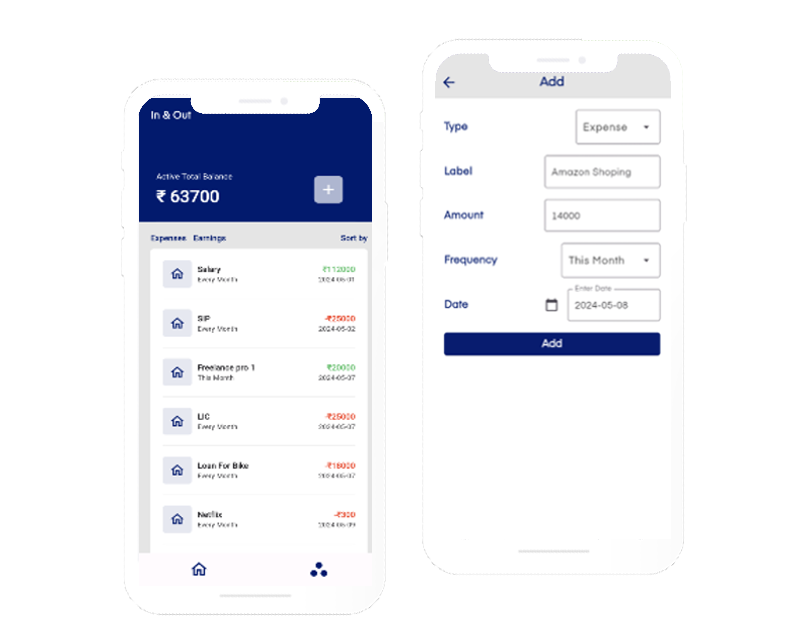 In & Out
Active Total Balance
₹ 63700
+
Expenses Earnings Sort by
Salary ₹112000
Every Month 2024-05-01
SIP -₹25000
Every Month 2024-05-02
Freelance pro 1 ₹20000
This Month 2024-05-07
LIC -₹25000
Every Month 2024-05-07
Loan For Bike -₹18000
Every Month 2024-05-07
Netflix -₹300
Every Month 2024-05-09
Add
Type Expense
Label Amazon Shoping
Amount 14000
Frequency This Month
Enter Date
Date 2024-05-08
Add